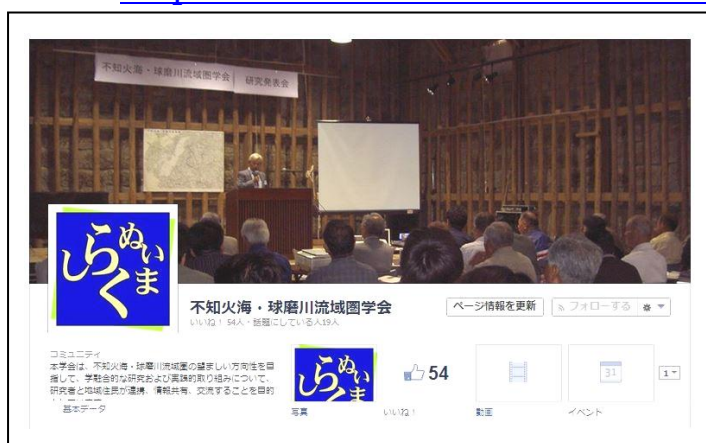 不知火海・球磨川流域圏学会 研究発表会
しらぬい
くま
不知火海・球磨川流域圏学会
いいね！ 54人・話題にしている人19人
ページ情報を更新
フォローする
コミュニティ
本学会は、不知火海・球磨川流域圏の望ましい方向性を目
指して、学融合的な研究および実践的取り組みについて、
研究者と地域住民が連携、情報共有、交流することを目的
基本データ
しらぬい
くま
54
31
1
写真
いいね！
動画
イベント